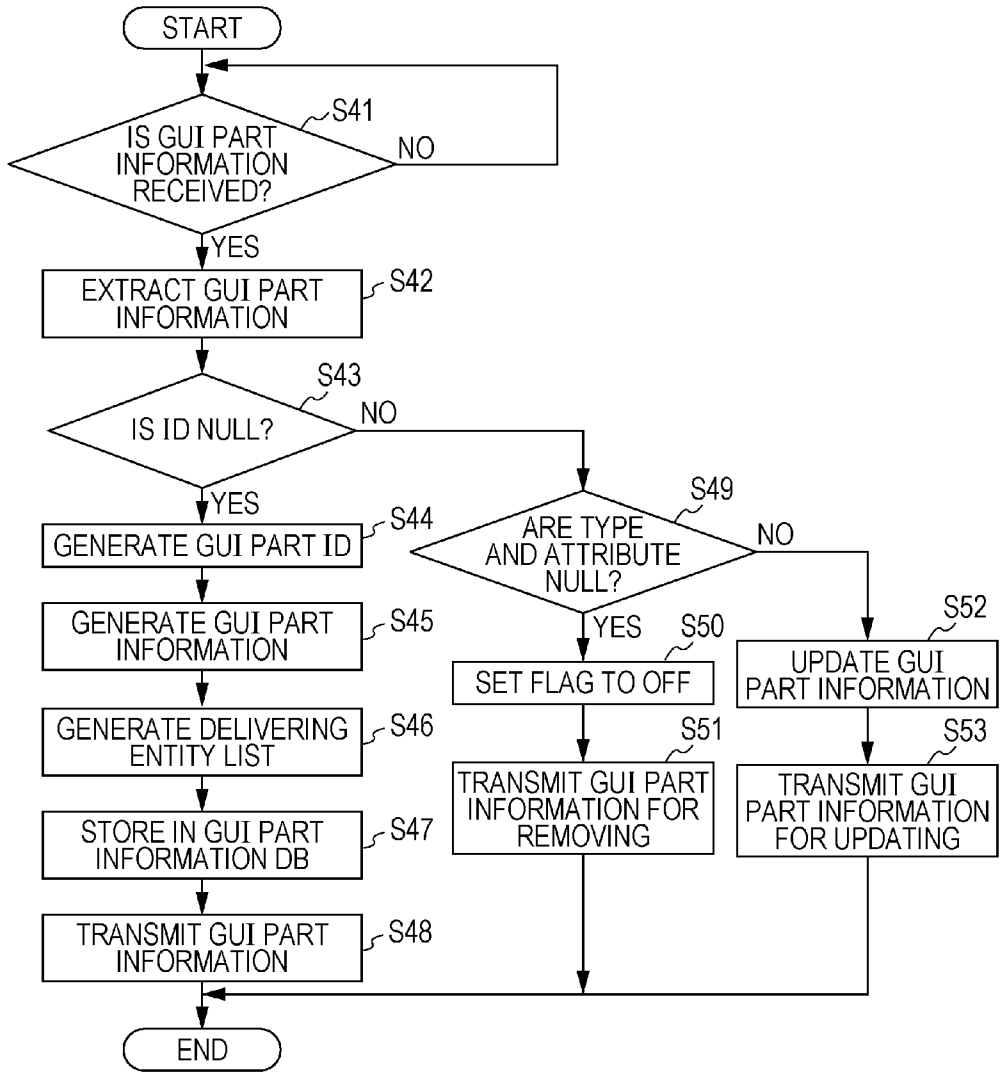 START
S41
IS GUI PART
INFORMATION
RECEIVED?
NO
YES
S42
EXTRACT GUI PART
INFORMATION
S43
IS ID NULL?
NO
YES
S44
GENERATE GUI PART ID
S45
GENERATE GUI PART
INFORMATION
S46
GENERATE DELIVERING
ENTITY LIST
S47
STORE IN GUI PART
INFORMATION DB
S48
TRANSMIT GUI PART
INFORMATION
S49
ARE TYPE
AND ATTRIBUTE
NULL?
NO
YES
S50
SET FLAG TO OFF
S51
TRANSMIT GUI PART
INFORMATION FOR
REMOVING
S52
UPDATE GUI
PART INFORMATION
S53
TRANSMIT GUI
PART INFORMATION
FOR UPDATING
END